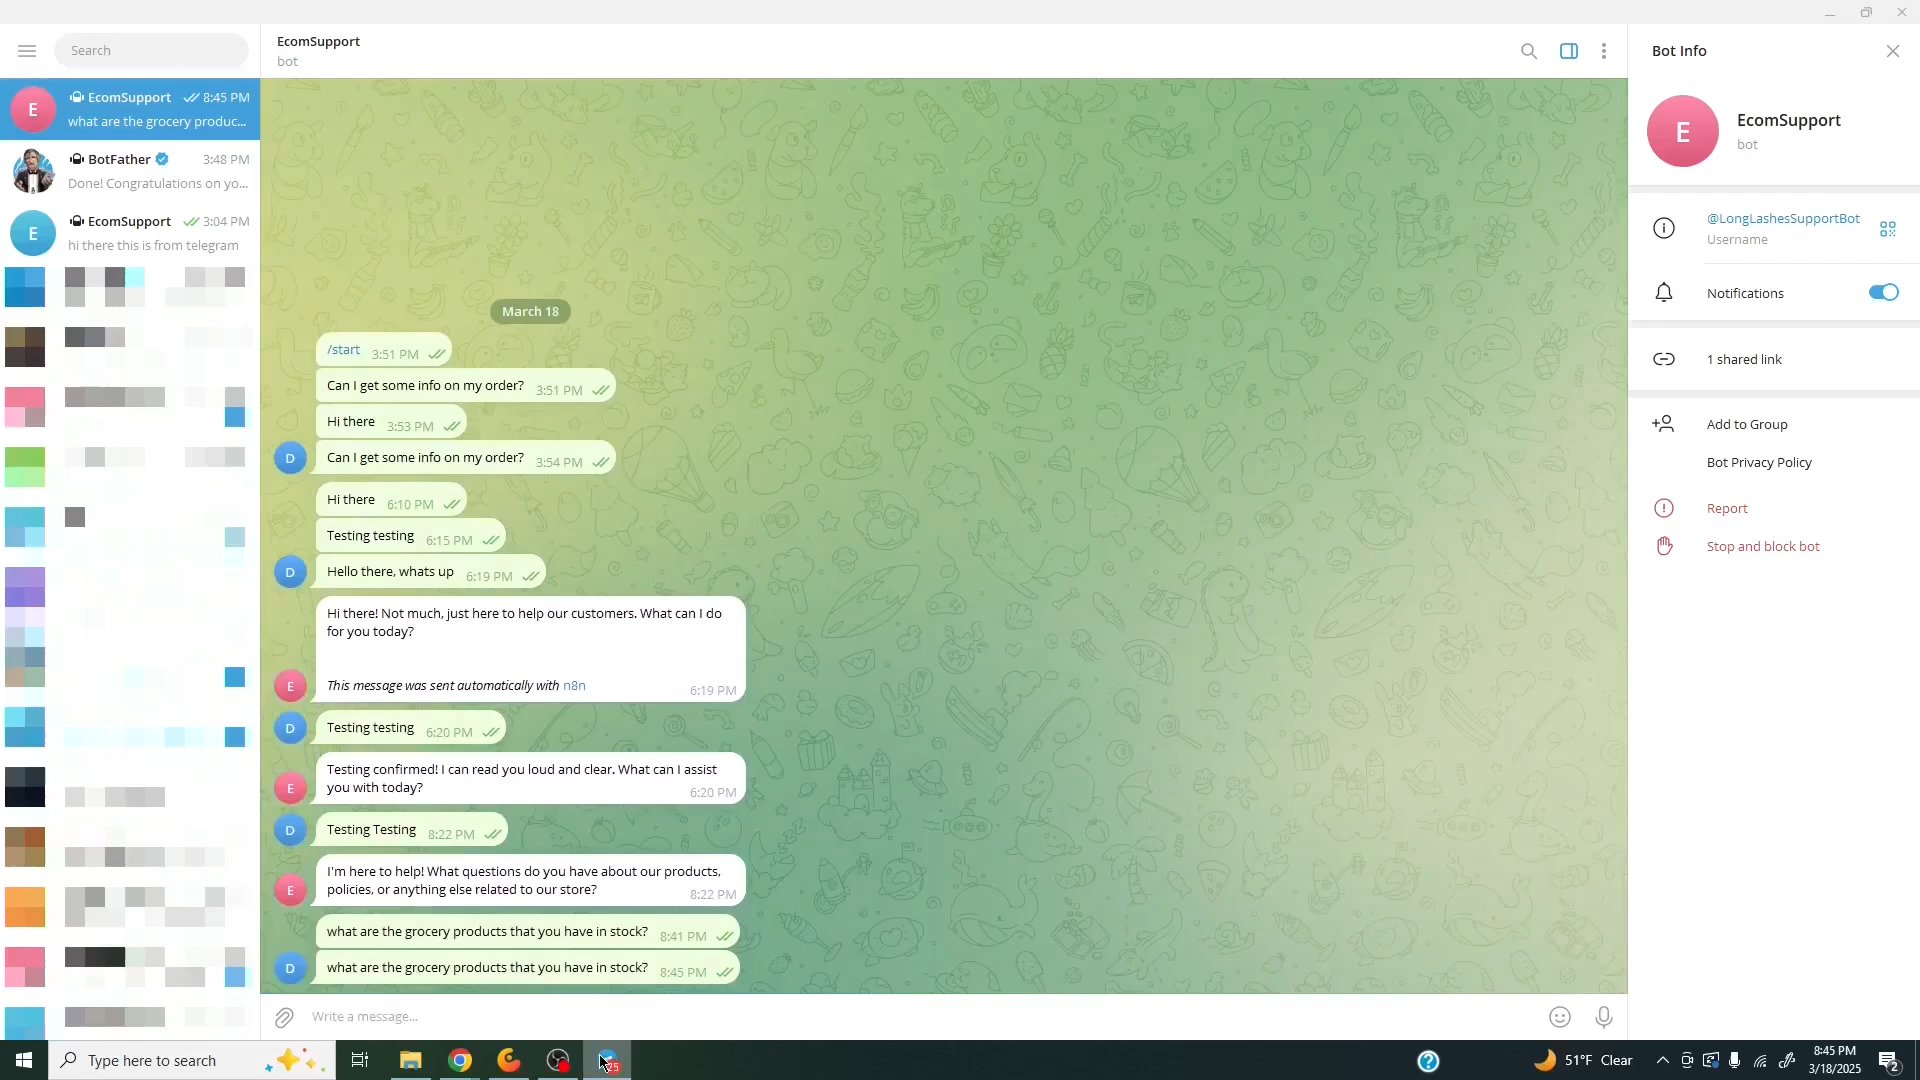 Search
EcomSupport 8:45 PM
what are the grocery produc...
BotFather 3:48 PM
Done! Congratulations on yo...
EcomSupport 3:04 PM
hi there this is from telegram
E
E
EcomSupport
bot
March 18
/start 3:51 PM
Can I get some info on my order? 3:51 PM
Hi there 3:53 PM
D
Can I get some info on my order? 3:54 PM
Hi there 6:10 PM
Testing testing 6:15 PM
D
Hello there, whats up 6:19 PM
Hi there! Not much, just here to help our customers. What can I do
for you today?
E
This message was sent automatically with n8n 6:19 PM
D
Testing testing 6:20 PM
Testing confirmed! I can read you loud and clear. What can I assist
E
you with today? 6:20 PM
D
Testing Testing 8:22 PM
I'm here to help! What questions do you have about our products,
E
policies, or anything else related to our store? 8:22 PM
what are the grocery products that you have in stock? 8:41 PM
D
what are the grocery products that you have in stock? 8:45 PM
Write a message...
Bot Info
E
EcomSupport
bot
@LongLashesSupportBot
Username
Notifications
1 shared link
Add to Group
Bot Privacy Policy
Report
Stop and block bot
Type here to search
25
51°F Clear
8:45 PM
3/18/2025
2